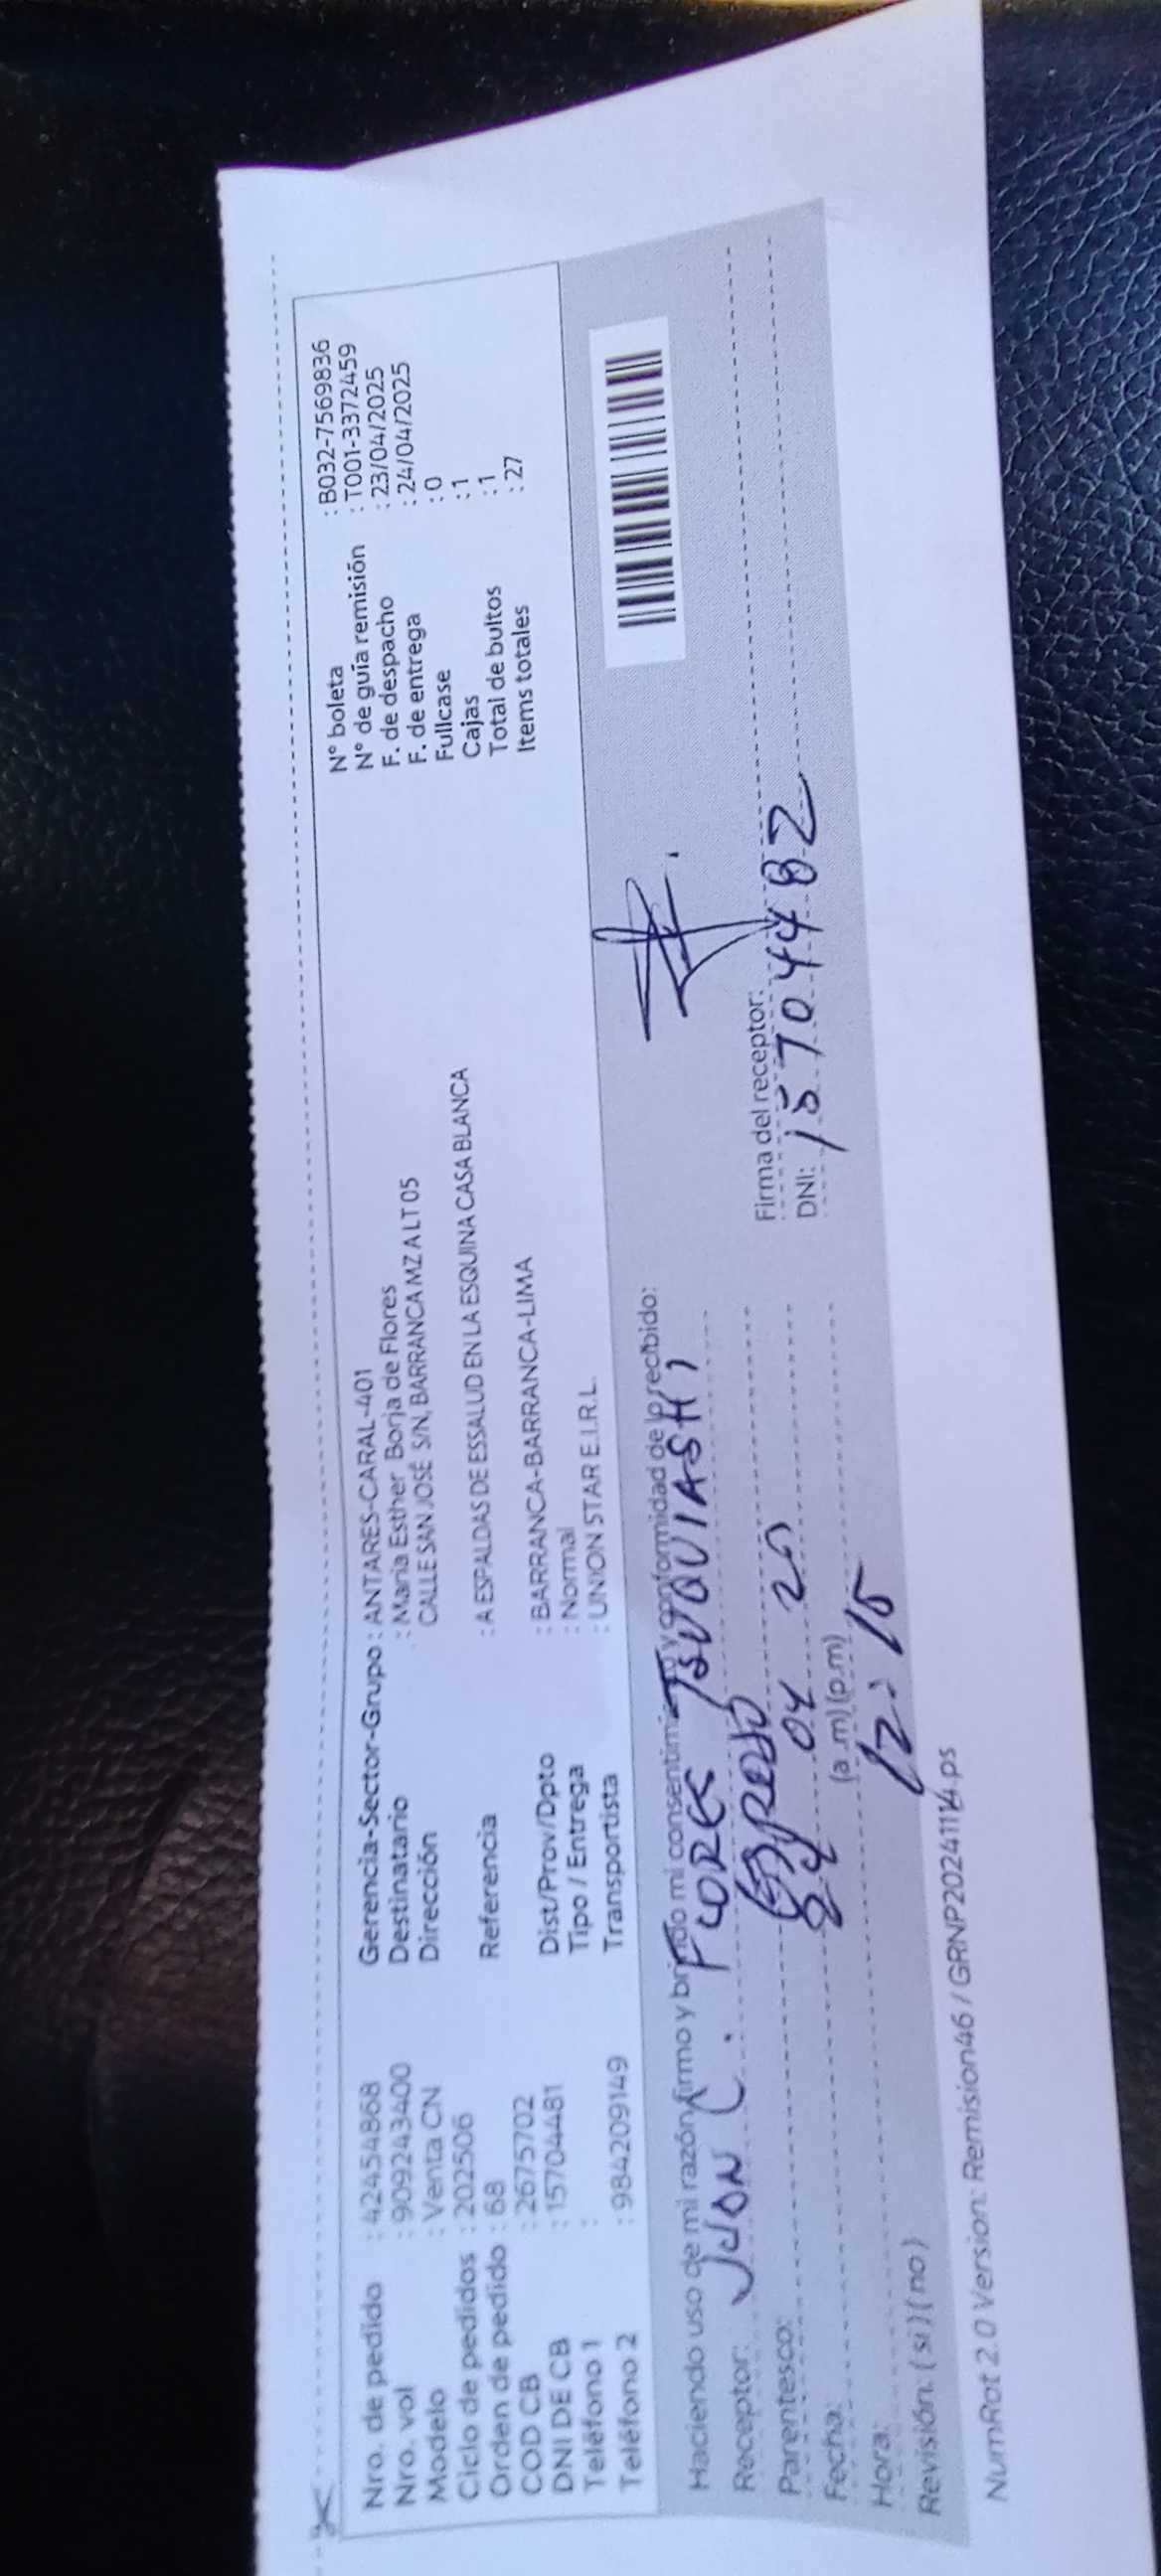 Nro. de pedido : 42454868
Nro. vol : 909243400
Modelo : Venta CN
Ciclo de pedidos : 202506
Orden de pedido : 68
COD CB : 2675702
DNI DE CB : 15704481
Teléfono 1 :
Teléfono 2 : 984209149
Gerencia-Sector-Grupo : ANTARES-CARAL-401
Destinatario : Maria Esther Borja de Flores
Dirección CALLE SAN JOSÉ S/N, BARRANCA MZ A LT 05
Referencia : A ESPALDAS DE ESSALUD EN LA ESQUINA CASA BLANCA
Dist/Prov/Dpto : BARRANCA-BARRANCA-LIMA
Tipo / Entrega : Normal
Transportista : UNION STAR E.I.R.L.
N° boleta : B032-7569836
N° de guía remisión : T001-3372459
F. de despacho : 23/04/2025
F. de entrega : 24/04/2025
Fullcase : 0
Cajas : 1
Total de bultos : 1
Items totales : 27
Haciendo uso de mi razón, firmo y brindo mi consentimiento y conformidad de lo recibido:
Receptor: JUAN C.
Parentesco:
Fecha: 24 04 25
Hora: (a.m) (p.m) 12:15
Revisión. ( si ) ( no )
Firma del receptor:
DNI: 15704482
NumRot 2.0 Version: Remision46 / GRNP20241114.ps